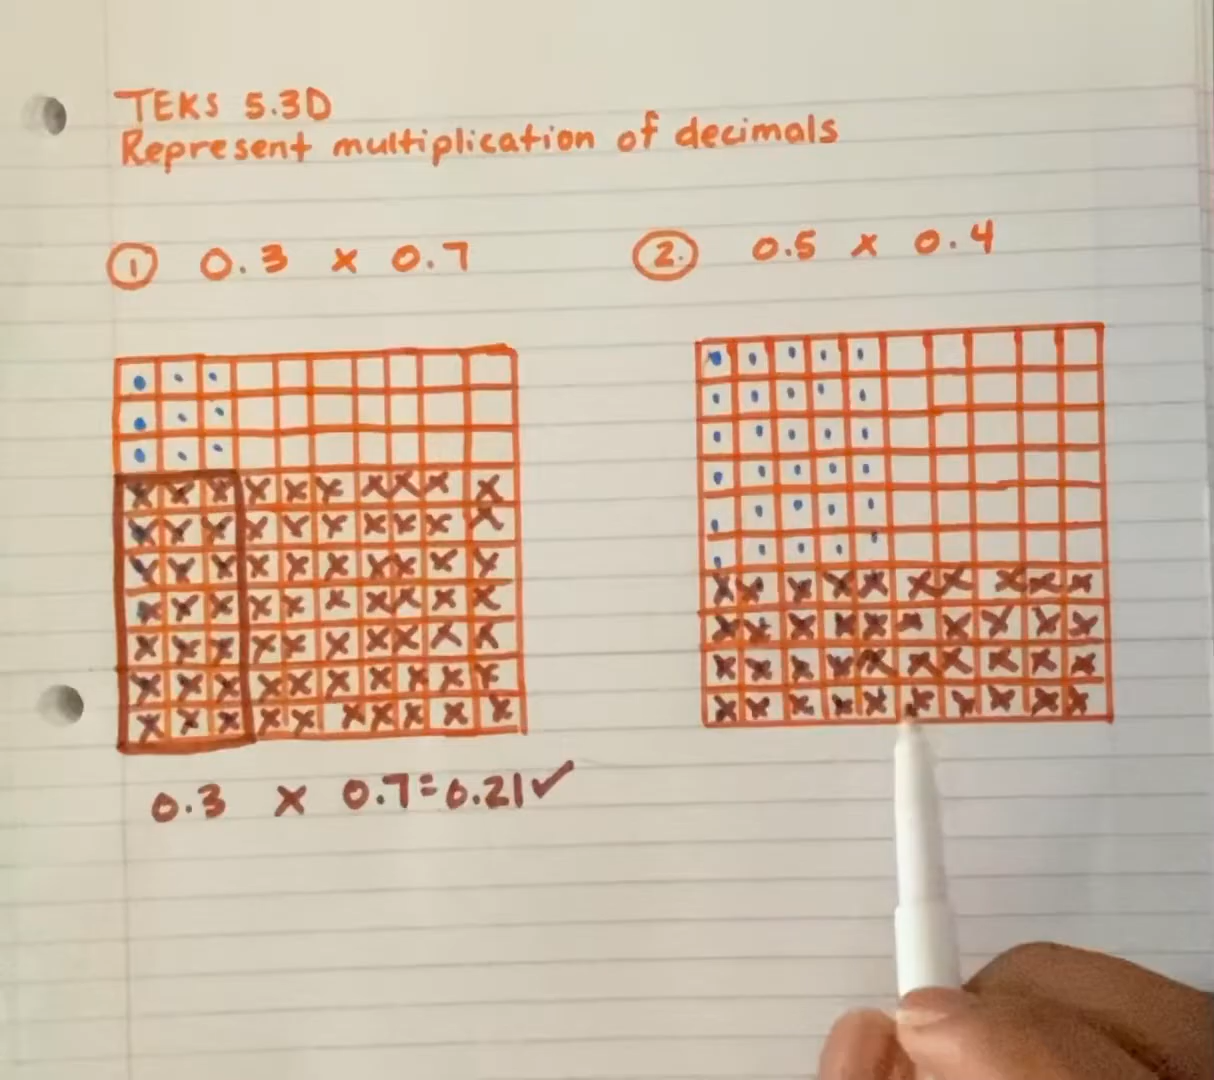 TEKS 5.3D
Represent multiplication of decimals
① 0.3 x 0.7
②. 0.5 x 0.4
0.3 x 0.7=0.21✓